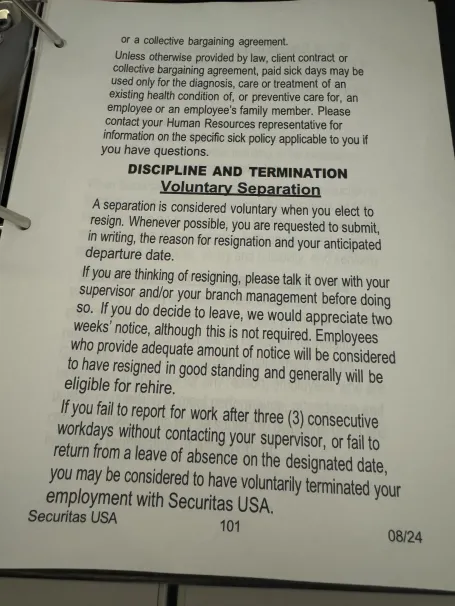 or a collective bargaining agreement.
Unless otherwise provided by law, client contract or
collective bargaining agreement, paid sick days may be
used only for the diagnosis, care or treatment of an
existing health condition of, or preventive care for, an
employee or an employee's family member. Please
contact your Human Resources representative for
information on the specific sick policy applicable to you if
you have questions.
DISCIPLINE AND TERMINATION
Voluntary Separation
A separation is considered voluntary when you elect to
resign. Whenever possible, you are requested to submit,
in writing, the reason for resignation and your anticipated
departure date.
If you are thinking of resigning, please talk it over with your
supervisor and/or your branch management before doing
so. If you do decide to leave, we would appreciate two
weeks' notice, although this is not required. Employees
who provide adequate amount of notice will be considered
to have resigned in good standing and generally will be
eligible for rehire.
If you fail to report for work after three (3) consecutive
workdays without contacting your supervisor, or fail to
return from a leave of absence on the designated date,
you may be considered to have voluntarily terminated your
employment with Securitas USA.
Securitas USA
101
08/24